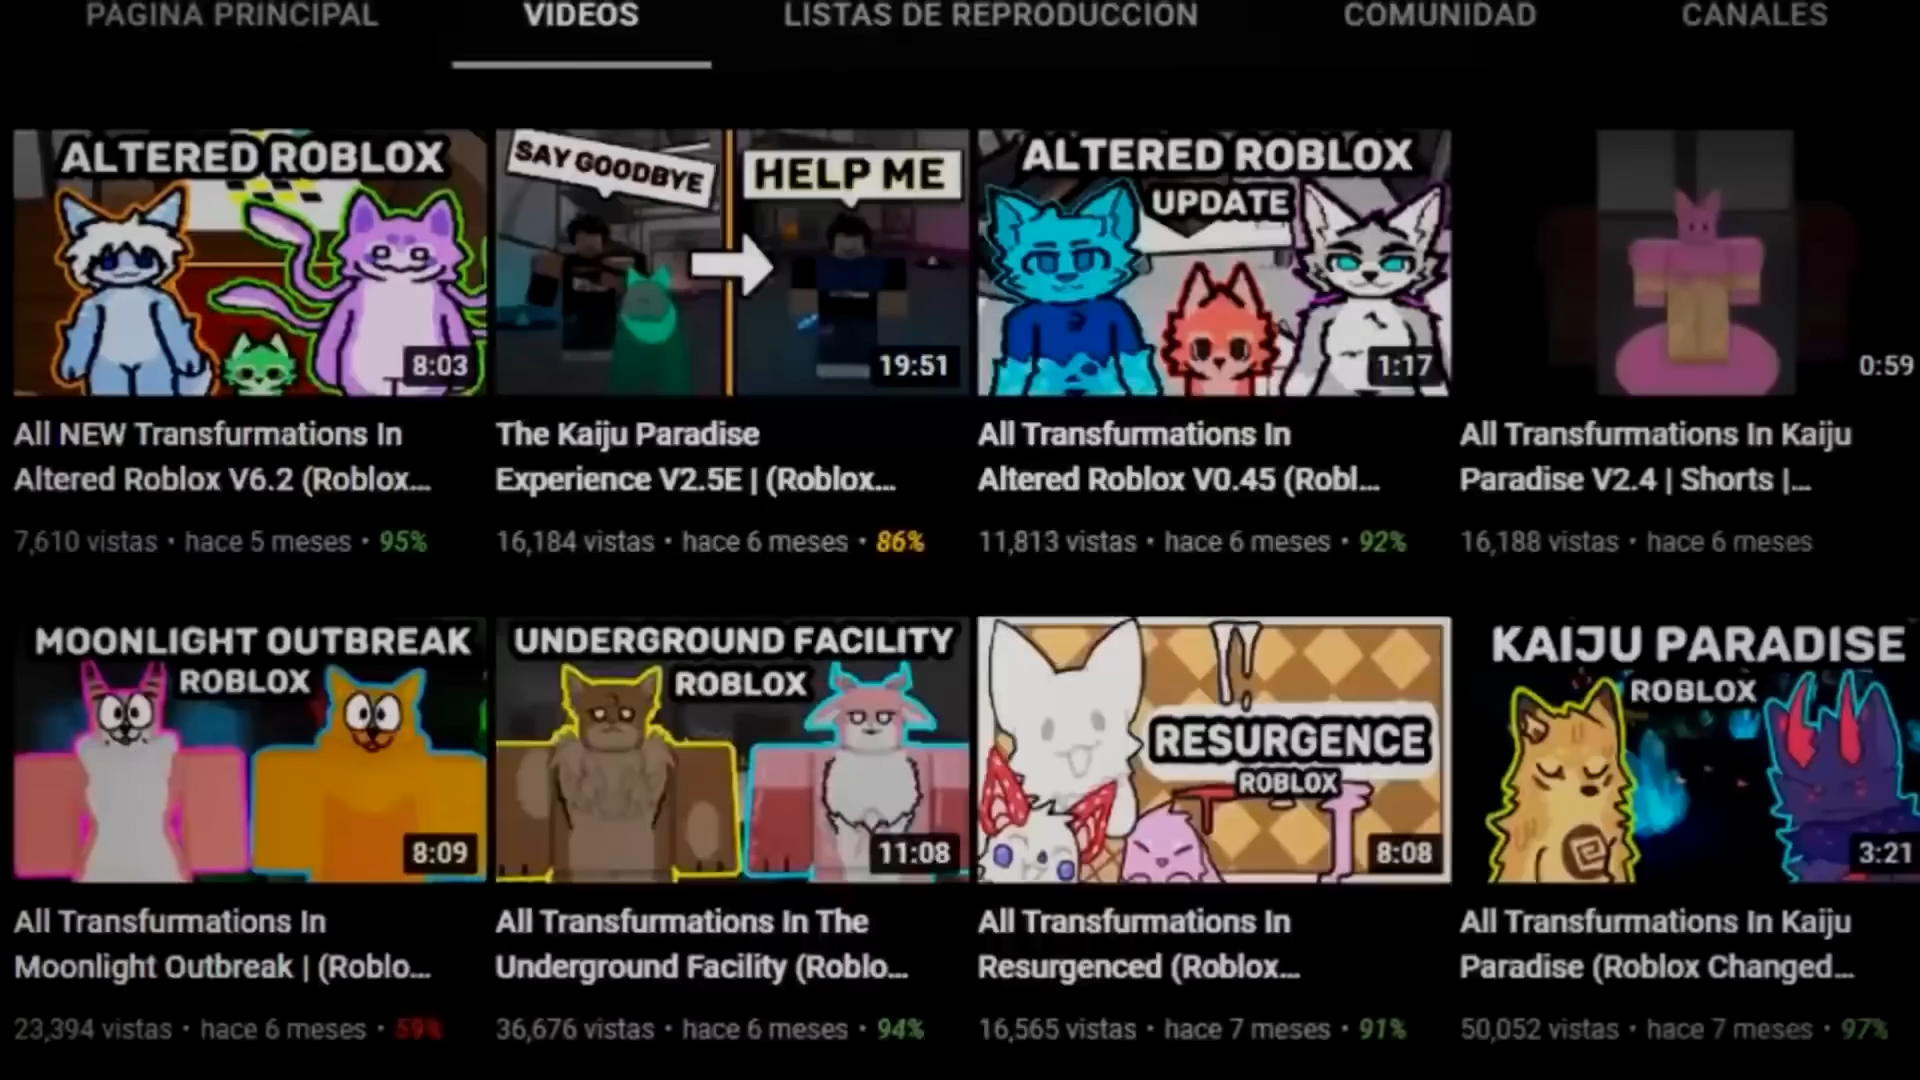 PÁGINA PRINCIPAL
VIDEOS
LISTAS DE REPRODUCCIÓN
COMUNIDAD
CANALES
ALTERED ROBLOX
8:03
SAY GOODBYE
HELP ME
19:51
ALTERED ROBLOX
UPDATE
1:17
0:59
All NEW Transfurmations In
Altered Roblox V6.2 (Roblox...
7,610 vistas • hace 5 meses • 95%
The Kaiju Paradise
Experience V2.5E | (Roblox...
16,184 vistas • hace 6 meses • 86%
All Transfurmations In
Altered Roblox V0.45 (Robl...
11,813 vistas • hace 6 meses • 92%
All Transfurmations In Kaiju
Paradise V2.4 | Shorts |...
16,188 vistas • hace 6 meses
MOONLIGHT OUTBREAK
ROBLOX
8:09
UNDERGROUND FACILITY
ROBLOX
11:08
RESURGENCE
ROBLOX
8:08
KAIJU PARADISE
ROBLOX
3:21
All Transfurmations In
Moonlight Outbreak | (Roblo...
23,394 vistas • hace 6 meses • 59%
All Transfurmations In The
Underground Facility (Roblo...
36,676 vistas • hace 6 meses • 94%
All Transfurmations In
Resurgenced (Roblox...
16,565 vistas • hace 7 meses • 91%
All Transfurmations In Kaiju
Paradise (Roblox Changed...
50,052 vistas • hace 7 meses • 97%